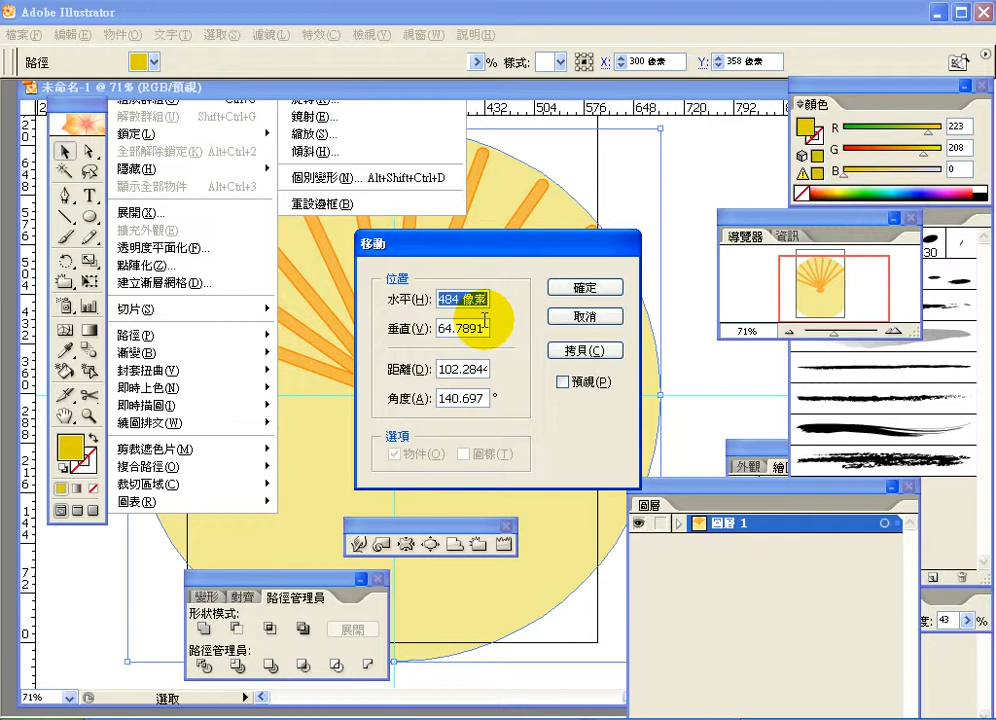 Adobe Illustrator
檔案(F) 編輯(E) 物件(O) 文字(T) 選取(S) 濾鏡(L) 特效(C) 檢視(V) 視窗(W) 說明(H)
路徑 % 樣式: X: 300 像素 Y: 358 像素
未命名-1 @ 71% (RGB/預視)
432 504 576 648 720 792
解散群組(U) Shift+Ctrl+G
鎖定(L)
全部解除鎖定(K) Alt+Ctrl+2
隱藏(H)
顯示全部物件 Alt+Ctrl+3
展開(X)...
擴充外觀(E)
透明度平面化(F)...
點陣化(Z)...
建立漸層網格(D)...
切片(S)
路徑(P)
漸變(B)
封套扭曲(V)
即時上色(N)
即時描圖(I)
繞圖排文(W)
剪裁遮色片(M)
複合路徑(O)
裁切區域(C)
圖表(R)
鏡射(E)...
縮放(S)...
傾斜(H)...
個別變形(N)... Alt+Shift+Ctrl+D
重設邊框(B)
移動
位置
水平(H): 484 像素
垂直(V): 64.7891
距離(D): 102.2844
角度(A): 140.697 °
選項
物件(O) 圖樣(T)
確定
取消
拷貝(C)
預視(P)
顏色
R 223
G 208
B 0
導覽器 資訊
71%
30
外觀
圖層
圖層 1
43 %
變形 對齊 路徑管理員
形狀模式:
展開
路徑管理員:
71% 選取